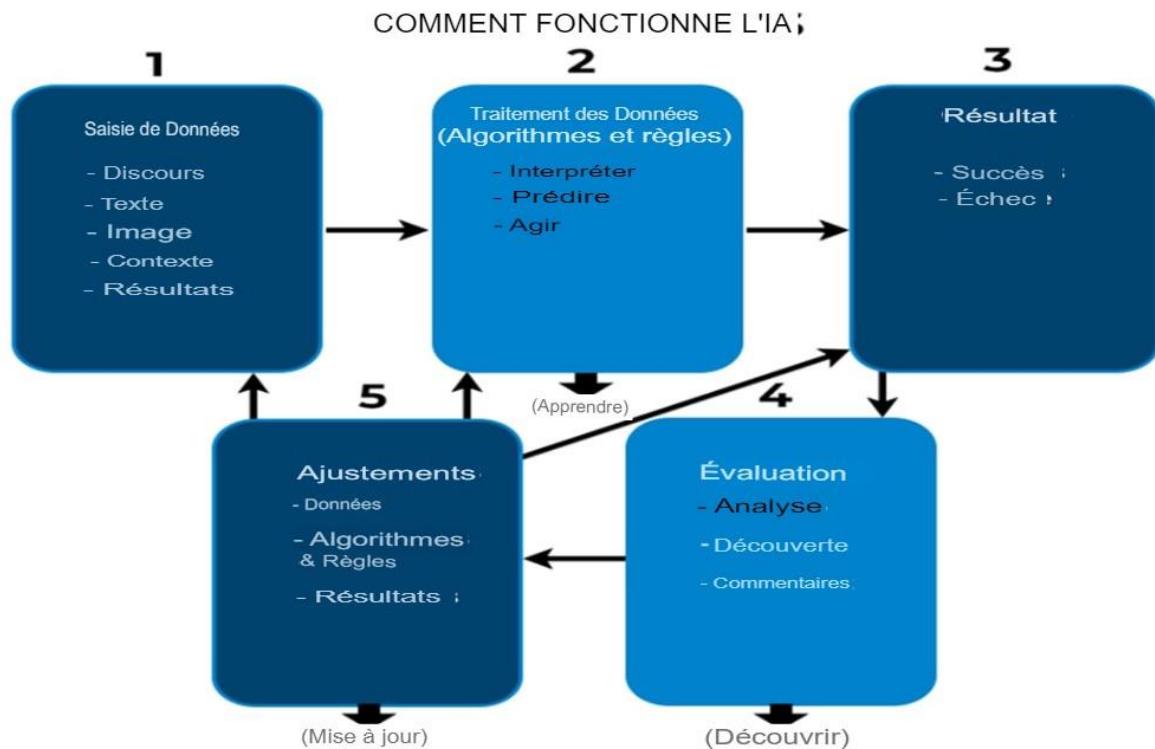 COMMENT FONCTIONNE L'IA
1
Saisie de Données
- Discours
- Texte
- Image
- Contexte
- Résultats
2
Traitement des Données
(Algorithmes et règles)
- Interpréter
- Prédire
- Agir
(Apprendre)
3
Résultat
- Succès
- Échec
4
Évaluation
- Analyse
- Découverte
- Commentaires
(Découvrir)
5
Ajustements
- Données
- Algorithmes
& Règles
- Résultats
(Mise à jour)